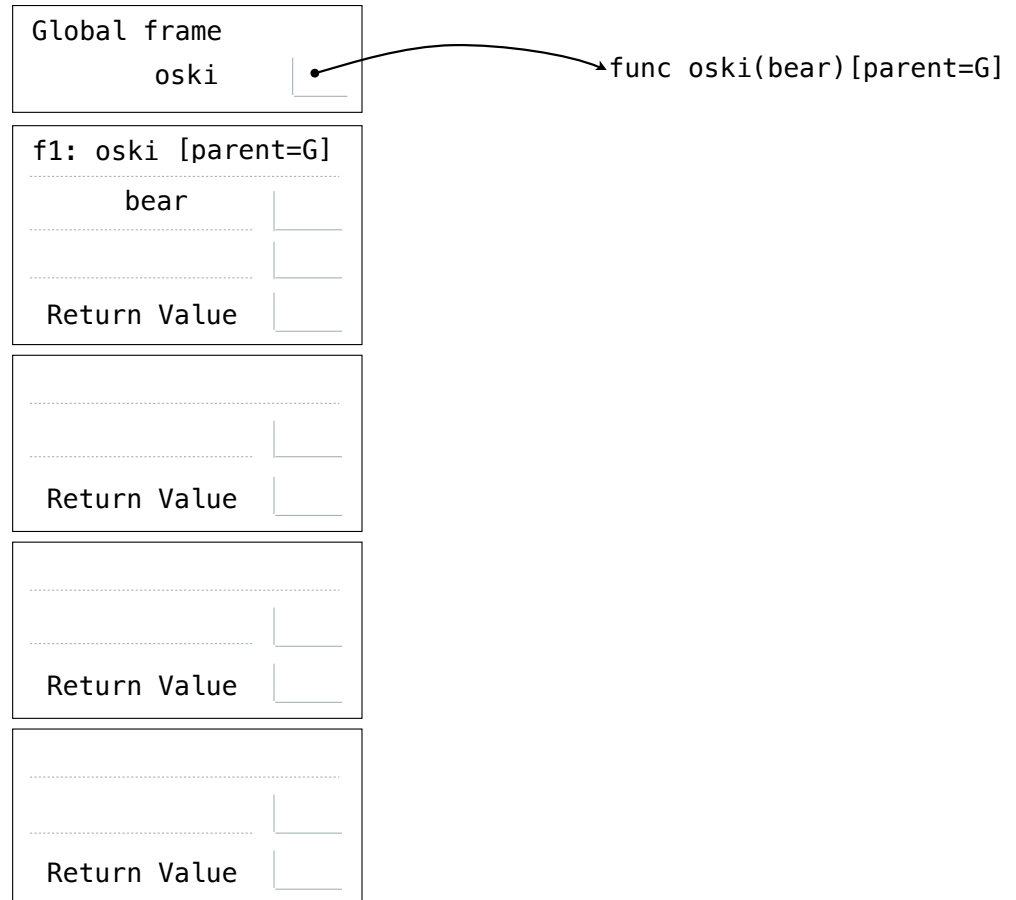 Global frame
oski
func oski(bear)[parent=G]
f1: oski [parent=G]
bear
Return Value
Return Value
Return Value
Return Value